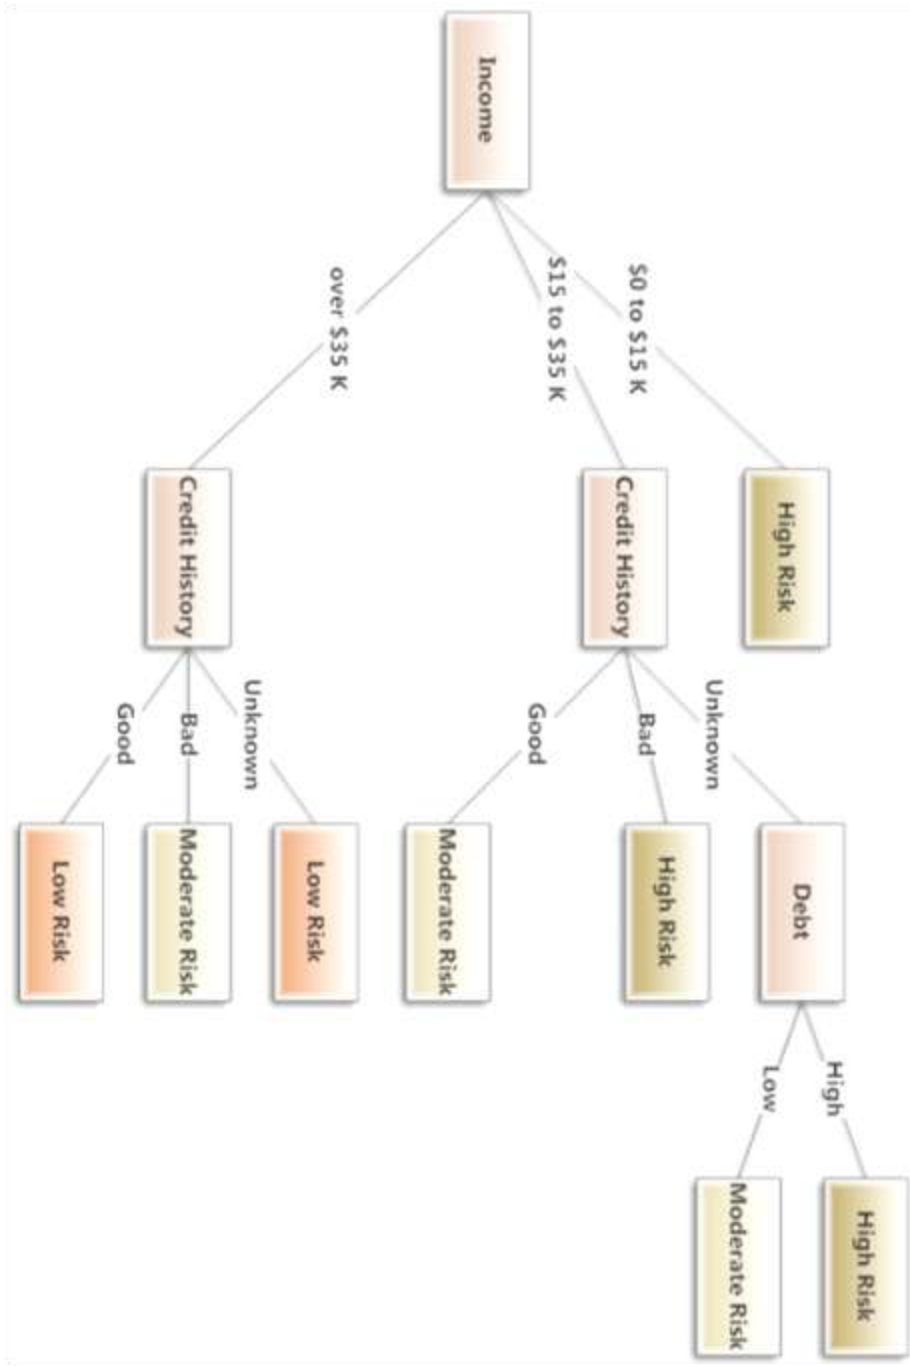 Income
$0 to $15 K
$15 to $35 K
over $35 K
High Risk
Credit History
Credit History
Unknown
Bad
Good
Unknown
Bad
Good
Debt
High Risk
Moderate Risk
Low Risk
Moderate Risk
Low Risk
High
Low
High Risk
Moderate Risk